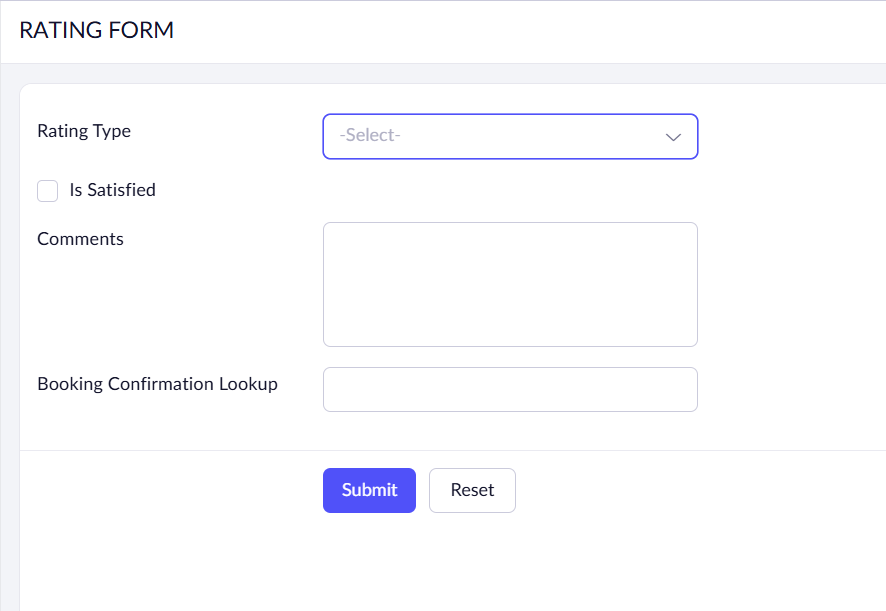 RATING FORM
Rating Type
-Select-
Is Satisfied
Comments
Booking Confirmation Lookup
Submit Reset